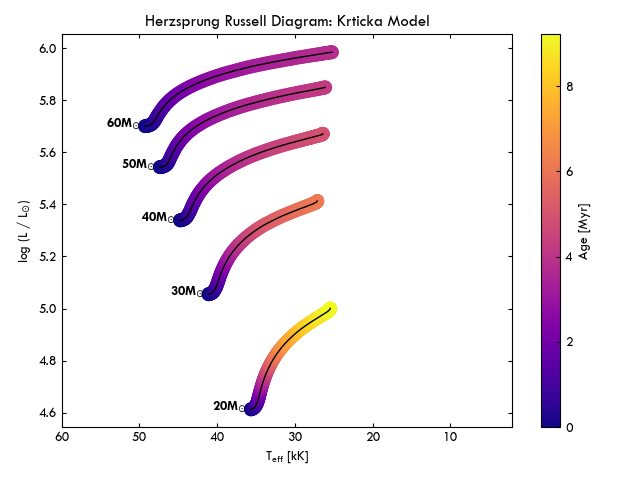 Herzsprung Russell Diagram: Krticka Model
6.0
5.8
5.6
5.4
5.2
5.0
4.8
4.6
log (L / L☉)
60M☉
50M☉
40M☉
30M☉
20M☉
60 50 40 30 20 10
T_eff [kK]
8
6
4
2
0
Age [Myr]